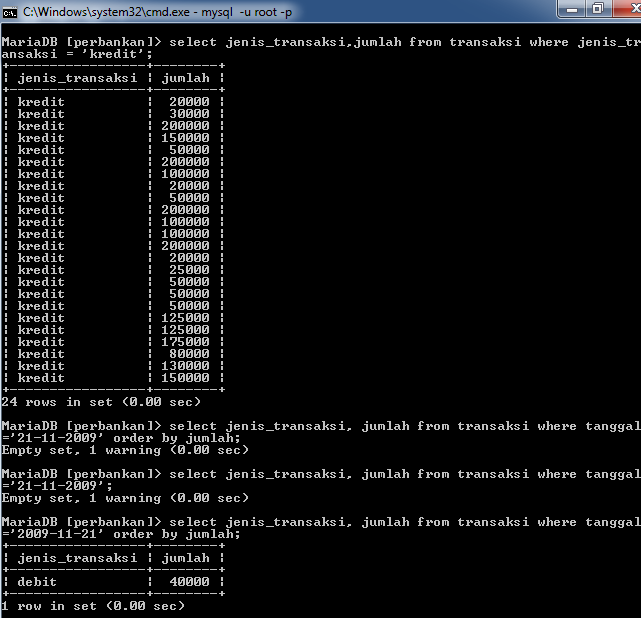 C:\Windows\system32\cmd.exe - mysql -u root -p
MariaDB [perbankan]> select jenis_transaksi,jumlah from transaksi where jenis_tr
ansaksi = 'kredit';
+-----------------+--------+
| jenis_transaksi | jumlah |
+-----------------+--------+
| kredit          |  20000 |
| kredit          |  30000 |
| kredit          | 200000 |
| kredit          | 150000 |
| kredit          |  50000 |
| kredit          | 200000 |
| kredit          | 100000 |
| kredit          |  20000 |
| kredit          |  50000 |
| kredit          | 200000 |
| kredit          | 100000 |
| kredit          | 100000 |
| kredit          | 200000 |
| kredit          |  20000 |
| kredit          |  25000 |
| kredit          |  50000 |
| kredit          |  50000 |
| kredit          |  50000 |
| kredit          | 125000 |
| kredit          | 125000 |
| kredit          | 175000 |
| kredit          |  80000 |
| kredit          | 130000 |
| kredit          | 150000 |
+-----------------+--------+
24 rows in set (0.00 sec)
MariaDB [perbankan]> select jenis_transaksi, jumlah from transaksi where tanggal
='21-11-2009' order by jumlah;
Empty set, 1 warning (0.00 sec)
MariaDB [perbankan]> select jenis_transaksi, jumlah from transaksi where tanggal
='21-11-2009';
Empty set, 1 warning (0.00 sec)
MariaDB [perbankan]> select jenis_transaksi, jumlah from transaksi where tanggal
='2009-11-21' order by jumlah;
+-----------------+--------+
| jenis_transaksi | jumlah |
+-----------------+--------+
| debit           |  40000 |
+-----------------+--------+
1 row in set (0.00 sec)